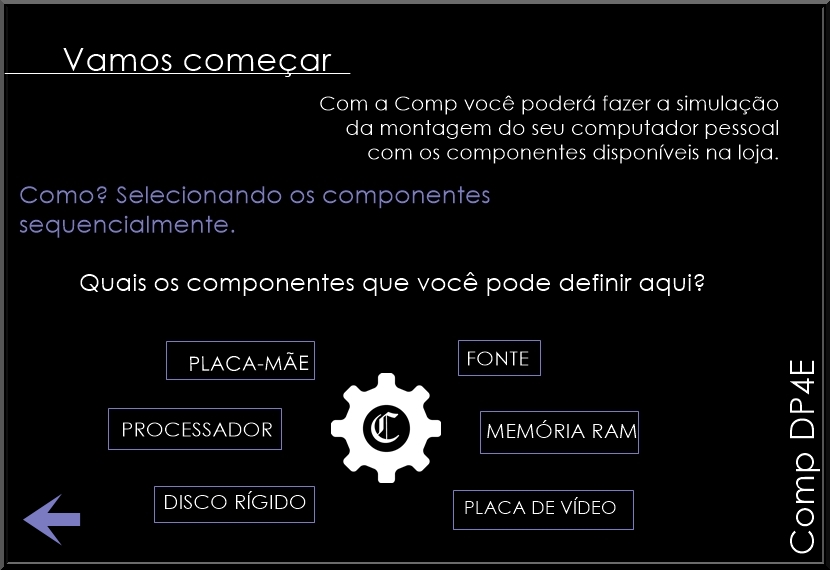 Vamos começar
Com a Comp você poderá fazer a simulação
da montagem do seu computador pessoal
com os componentes disponíveis na loja.
Como? Selecionando os componentes
sequencialmente.
Quais os componentes que você pode definir aqui?
PLACA-MÃE
FONTE
PROCESSADOR
C
MEMÓRIA RAM
DISCO RÍGIDO
PLACA DE VÍDEO
Comp DP4E